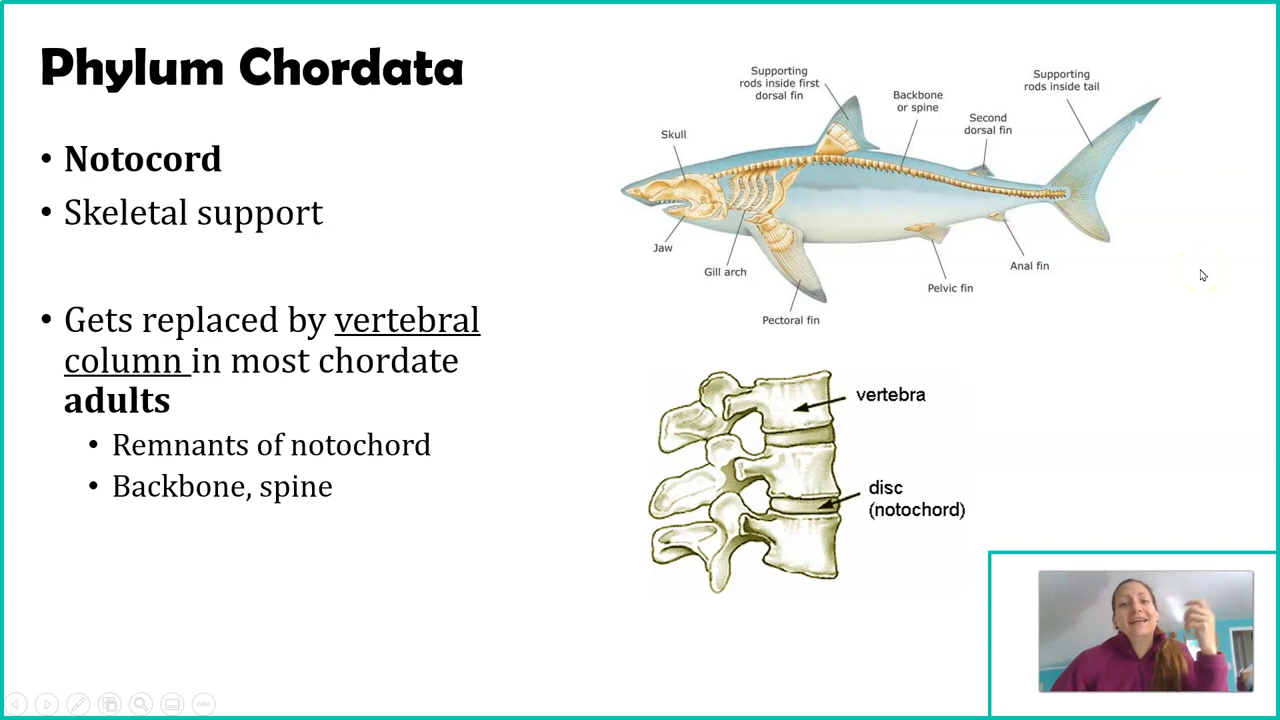 Phylum Chordata
• Notocord
• Skeletal support
• Gets replaced by vertebral
column in most chordate
adults
• Remnants of notochord
• Backbone, spine
Supporting
rods inside first
dorsal fin
Backbone
or spine
Second
dorsal fin
Supporting
rods inside tail
Skull
Jaw
Gill arch
Pectoral fin
Pelvic fin
Anal fin
vertebra
disc
(notochord)